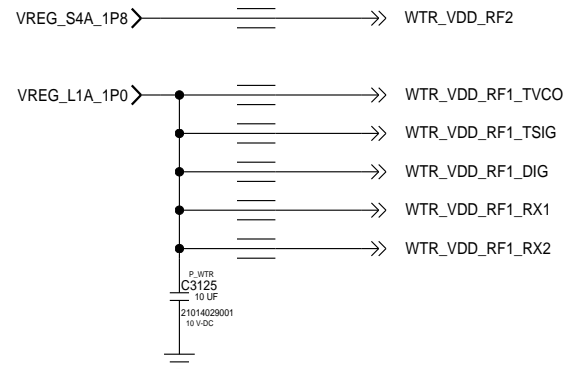 VREG_S4A_1P8
WTR_VDD_RF2
VREG_L1A_1P0
WTR_VDD_RF1_TVCO
WTR_VDD_RF1_TSIG
WTR_VDD_RF1_DIG
WTR_VDD_RF1_RX1
WTR_VDD_RF1_RX2
P_WTR
C3125
10 UF
21014029001
10 V-DC